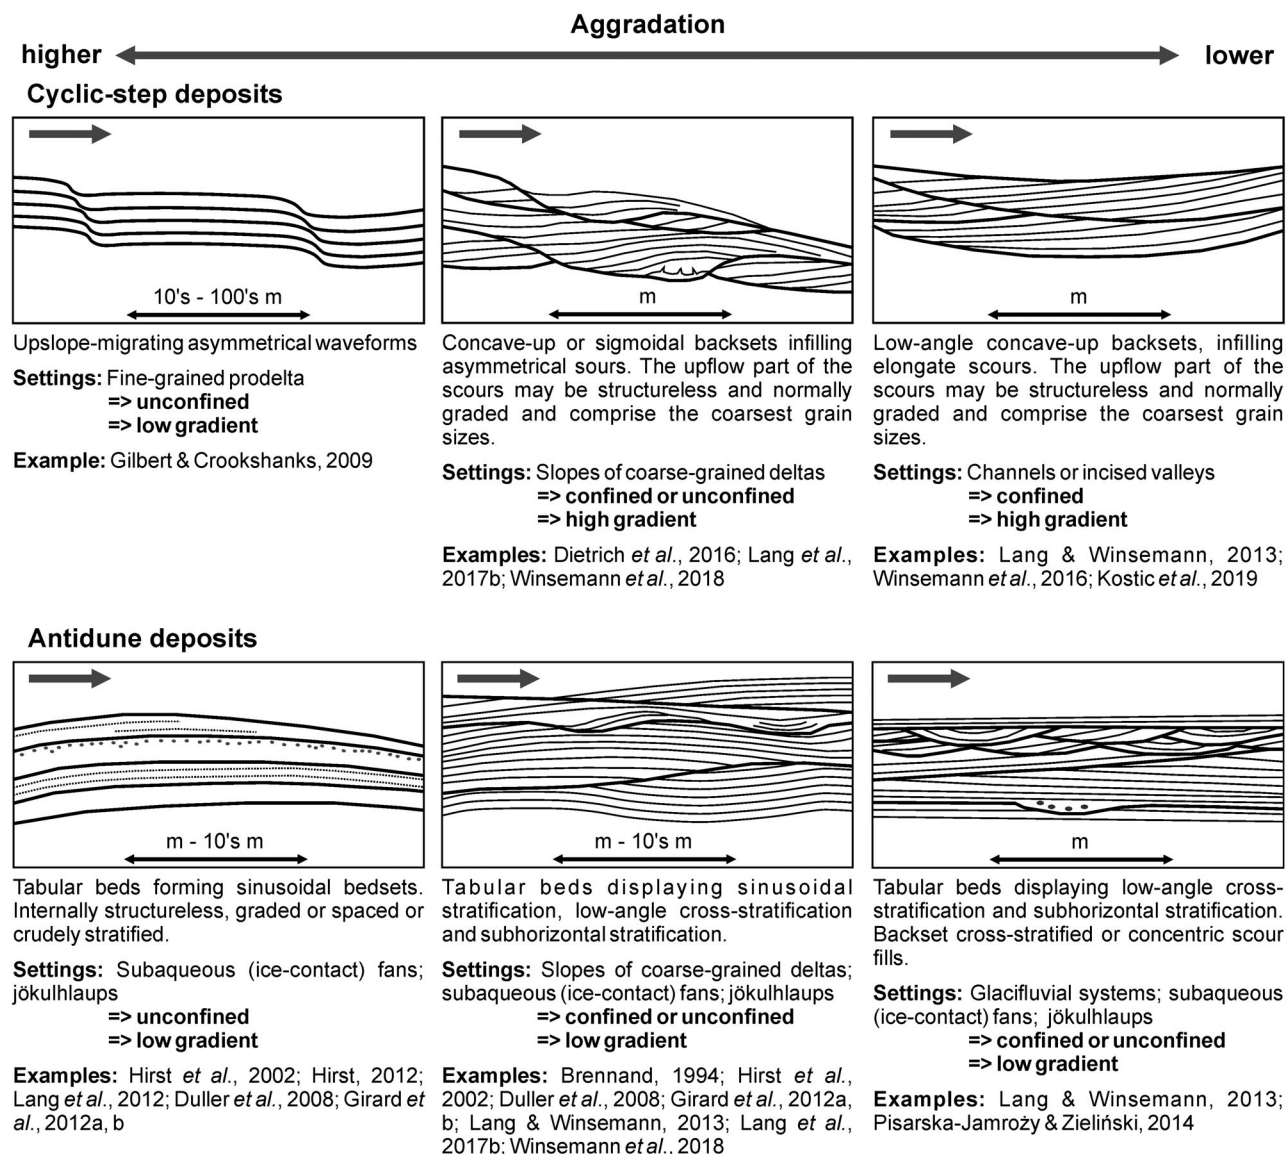 Aggradation
higher
lower
Cyclic-step deposits
10's - 100's m
Upslope-migrating asymmetrical waveforms
Settings: Fine-grained prodelta
=> unconfined
=> low gradient
Example: Gilbert & Crookshanks, 2009
m
Concave-up or sigmoidal backsets infilling
asymmetrical sours. The upflow part of the
scours may be structureless and normally
graded and comprise the coarsest grain
sizes.
Settings: Slopes of coarse-grained deltas
=> confined or unconfined
=> high gradient
Examples: Dietrich et al., 2016; Lang et al.,
2017b; Winsemann et al., 2018
m
Low-angle concave-up backsets, infilling
elongate scours. The upflow part of the
scours may be structureless and normally
graded and comprise the coarsest grain
sizes.
Settings: Channels or incised valleys
=> confined
=> high gradient
Examples: Lang & Winsemann, 2013;
Winsemann et al., 2016; Kostic et al., 2019
Antidune deposits
m - 10's m
Tabular beds forming sinusoidal bedsets.
Internally structureless, graded or spaced or
crudely stratified.
Settings: Subaqueous (ice-contact) fans;
jökulhlaups
=> unconfined
=> low gradient
Examples: Hirst et al., 2002; Hirst, 2012;
Lang et al., 2012; Duller et al., 2008; Girard et
al., 2012a, b
m - 10's m
Tabular beds displaying sinusoidal
stratification, low-angle cross-stratification
and subhorizontal stratification.
Settings: Slopes of coarse-grained deltas;
subaqueous (ice-contact) fans; jökulhlaups
=> confined or unconfined
=> low gradient
Examples: Brennand, 1994; Hirst et al.,
2002; Duller et al., 2008; Girard et al., 2012a,
b; Lang & Winsemann, 2013; Lang et al.,
2017b; Winsemann et al., 2018
m
Tabular beds displaying low-angle cross-
stratification and subhorizontal stratification.
Backset cross-stratified or concentric scour
fills.
Settings: Glacifluvial systems; subaqueous
(ice-contact) fans; jökulhlaups
=> confined or unconfined
=> low gradient
Examples: Lang & Winsemann, 2013;
Pisarska-Jamroży & Zieliński, 2014